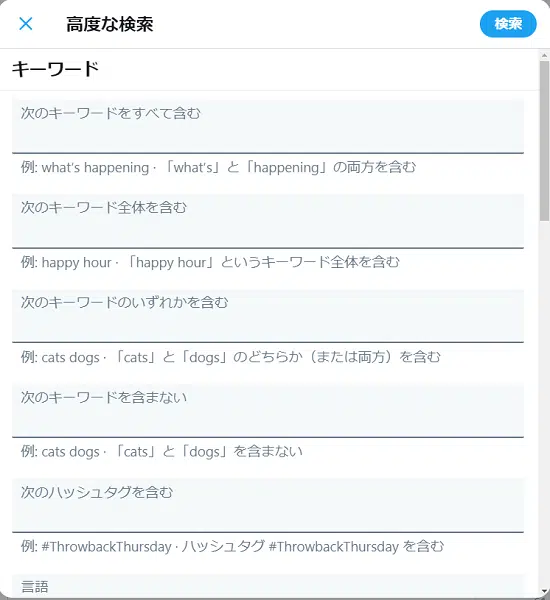 高度な検索
検索
キーワード
次のキーワードをすべて含む
例: what's happening · 「what's」と「happening」の両方を含む
次のキーワード全体を含む
例: happy hour · 「happy hour」というキーワード全体を含む
次のキーワードのいずれかを含む
例: cats dogs · 「cats」と「dogs」のどちらか（または両方）を含む
次のキーワードを含まない
例: cats dogs · 「cats」と「dogs」を含まない
次のハッシュタグを含む
例: #ThrowbackThursday · ハッシュタグ #ThrowbackThursday を含む
言語